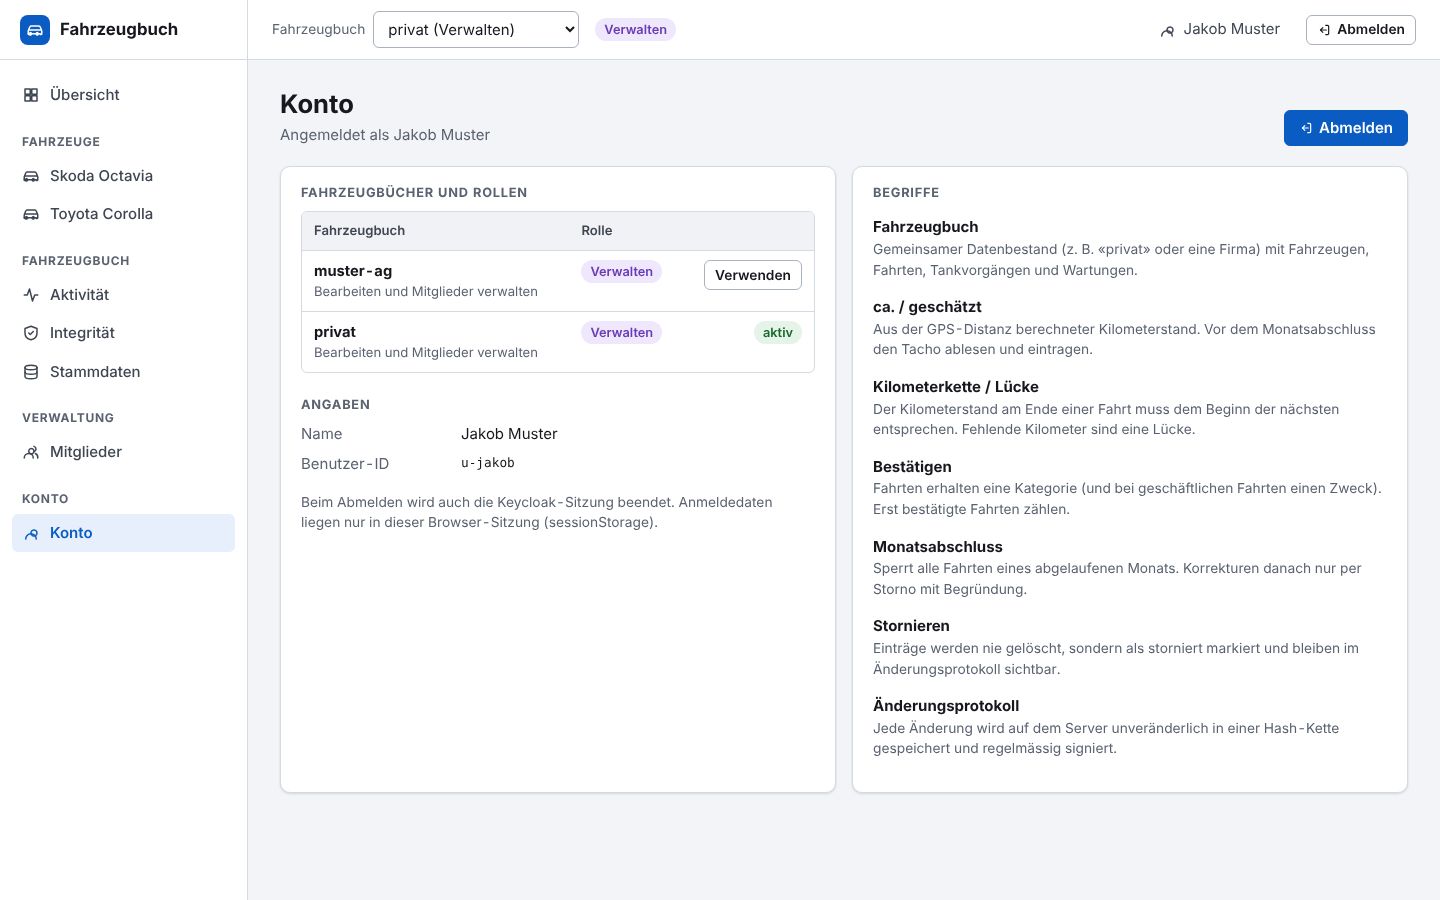 Fahrzeugbuch
Fahrzeugbuch privat (Verwalten) Verwalten
Jakob Muster Abmelden
Übersicht
FAHRZEUGE
Skoda Octavia
Toyota Corolla
FAHRZEUGBUCH
Aktivität
Integrität
Stammdaten
VERWALTUNG
Mitglieder
KONTO
Konto
Konto
Angemeldet als Jakob Muster
Abmelden
FAHRZEUGBÜCHER UND ROLLEN
Fahrzeugbuch Rolle
muster-ag Verwalten Verwenden
Bearbeiten und Mitglieder verwalten
privat Verwalten aktiv
Bearbeiten und Mitglieder verwalten
ANGABEN
Name Jakob Muster
Benutzer-ID u-jakob
Beim Abmelden wird auch die Keycloak-Sitzung beendet. Anmeldedaten
liegen nur in dieser Browser-Sitzung (sessionStorage).
BEGRIFFE
Fahrzeugbuch
Gemeinsamer Datenbestand (z. B. «privat» oder eine Firma) mit Fahrzeugen,
Fahrten, Tankvorgängen und Wartungen.
ca. / geschätzt
Aus der GPS-Distanz berechneter Kilometerstand. Vor dem Monatsabschluss
den Tacho ablesen und eintragen.
Kilometerkette / Lücke
Der Kilometerstand am Ende einer Fahrt muss dem Beginn der nächsten
entsprechen. Fehlende Kilometer sind eine Lücke.
Bestätigen
Fahrten erhalten eine Kategorie (und bei geschäftlichen Fahrten einen Zweck).
Erst bestätigte Fahrten zählen.
Monatsabschluss
Sperrt alle Fahrten eines abgelaufenen Monats. Korrekturen danach nur per
Storno mit Begründung.
Stornieren
Einträge werden nie gelöscht, sondern als storniert markiert und bleiben im
Änderungsprotokoll sichtbar.
Änderungsprotokoll
Jede Änderung wird auf dem Server unveränderlich in einer Hash-Kette
gespeichert und regelmässig signiert.